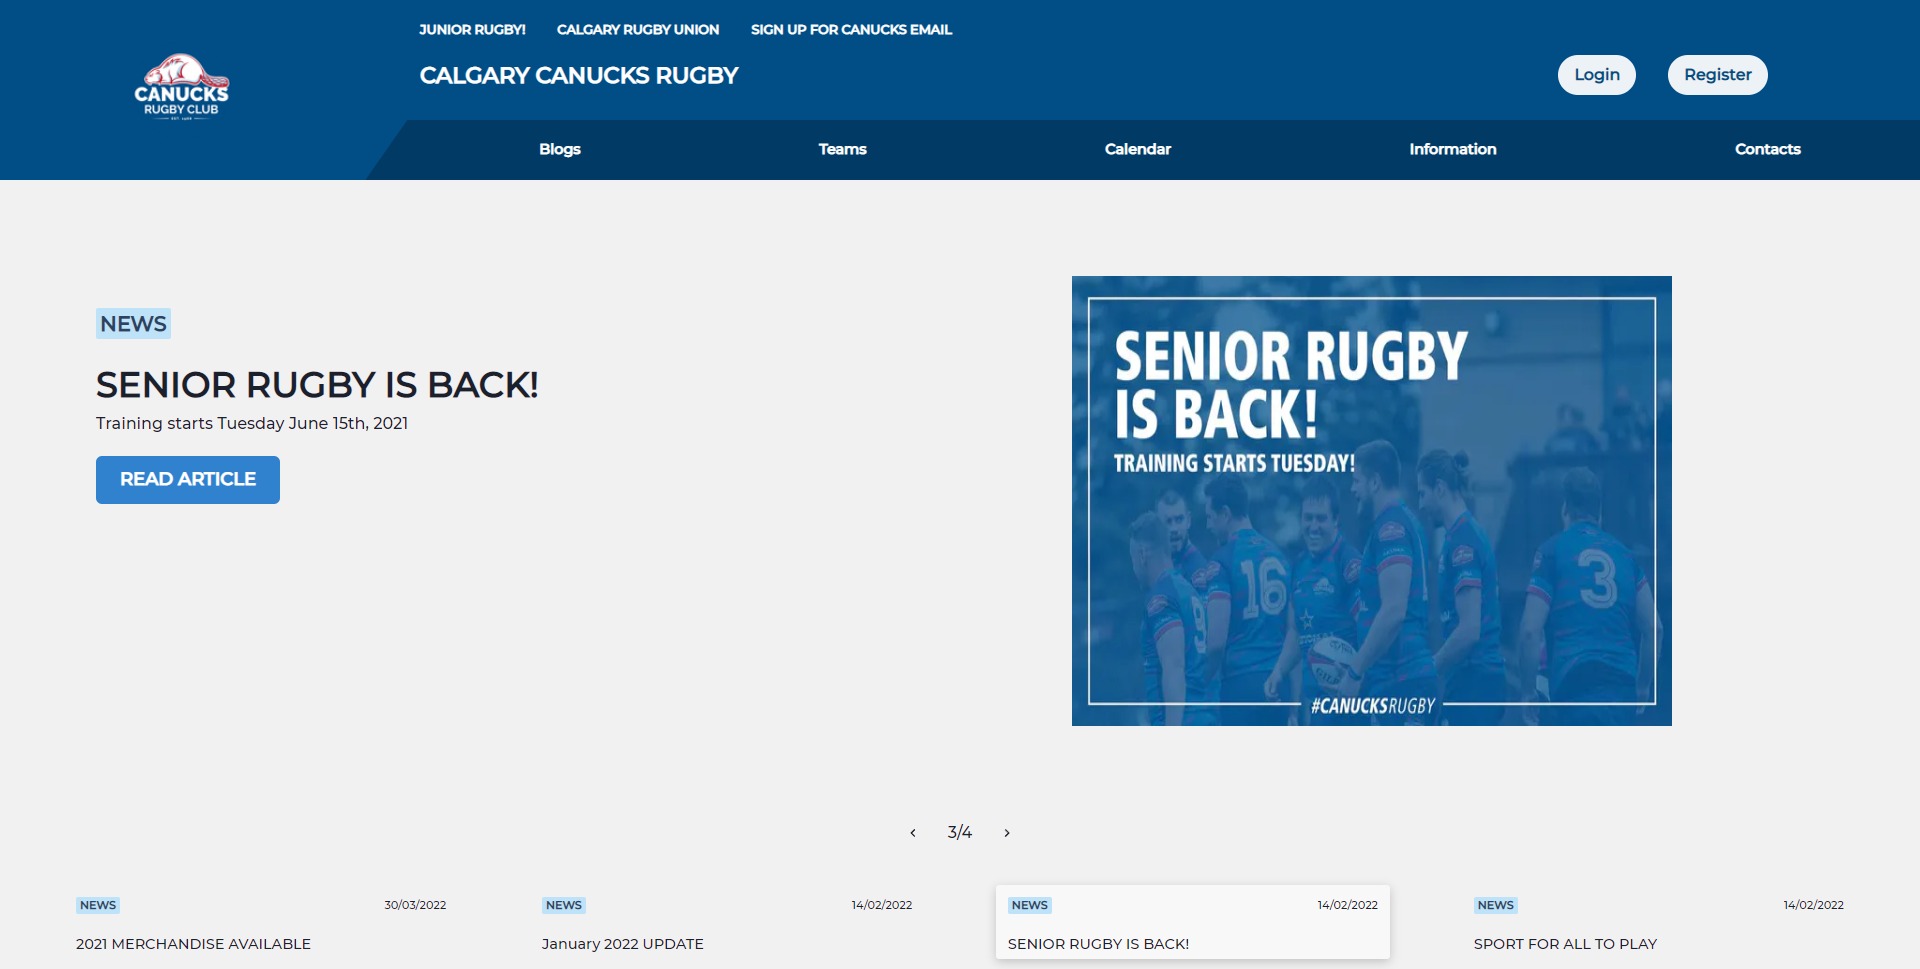 JUNIOR RUGBY! CALGARY RUGBY UNION SIGN UP FOR CANUCKS EMAIL
CANUCKS
RUGBY CLUB
CALGARY CANUCKS RUGBY
Login Register
Blogs Teams Calendar Information Contacts
NEWS
SENIOR RUGBY IS BACK!
Training starts Tuesday June 15th, 2021
READ ARTICLE
SENIOR RUGBY
IS BACK!
TRAINING STARTS TUESDAY!
9 16 3
#CANUCKSRUGBY
‹ 3/4 ›
NEWS 30/03/2022
2021 MERCHANDISE AVAILABLE
NEWS 14/02/2022
January 2022 UPDATE
NEWS 14/02/2022
SENIOR RUGBY IS BACK!
NEWS 14/02/2022
SPORT FOR ALL TO PLAY